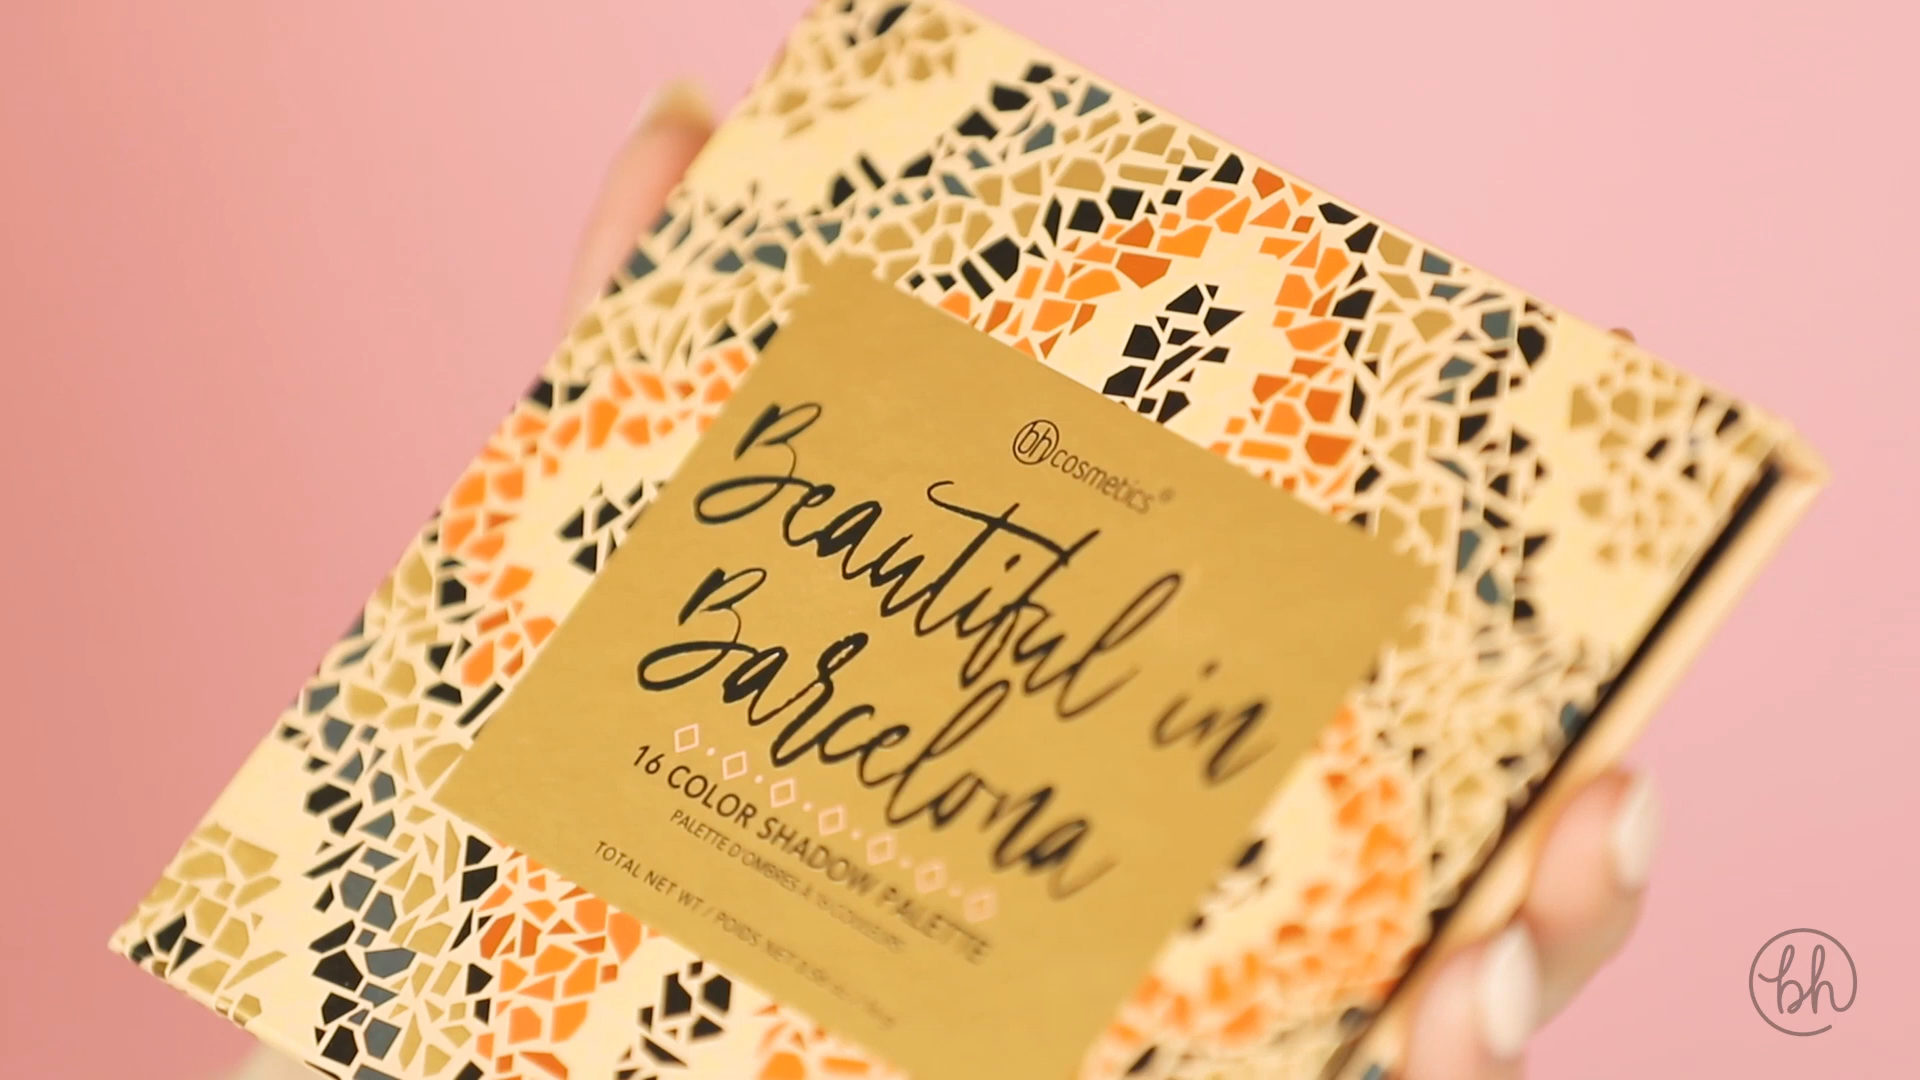 bh cosmetics®
Beautiful in
Barcelona
16 COLOR SHADOW PALETTE
PALETTE D'OMBRES À 16 COULEURS
TOTAL NET WT / POIDS NET
bh